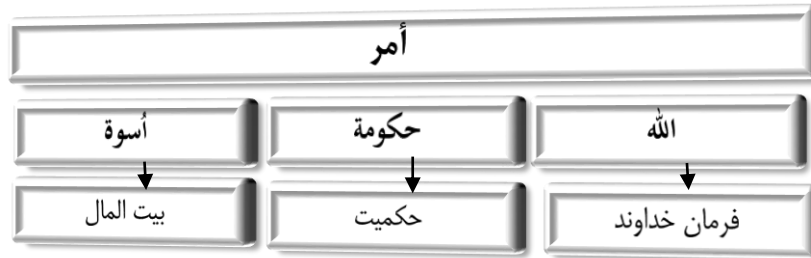 أمر
الله حكومة أسوة
فرمان خداوند حكميت بيت المال